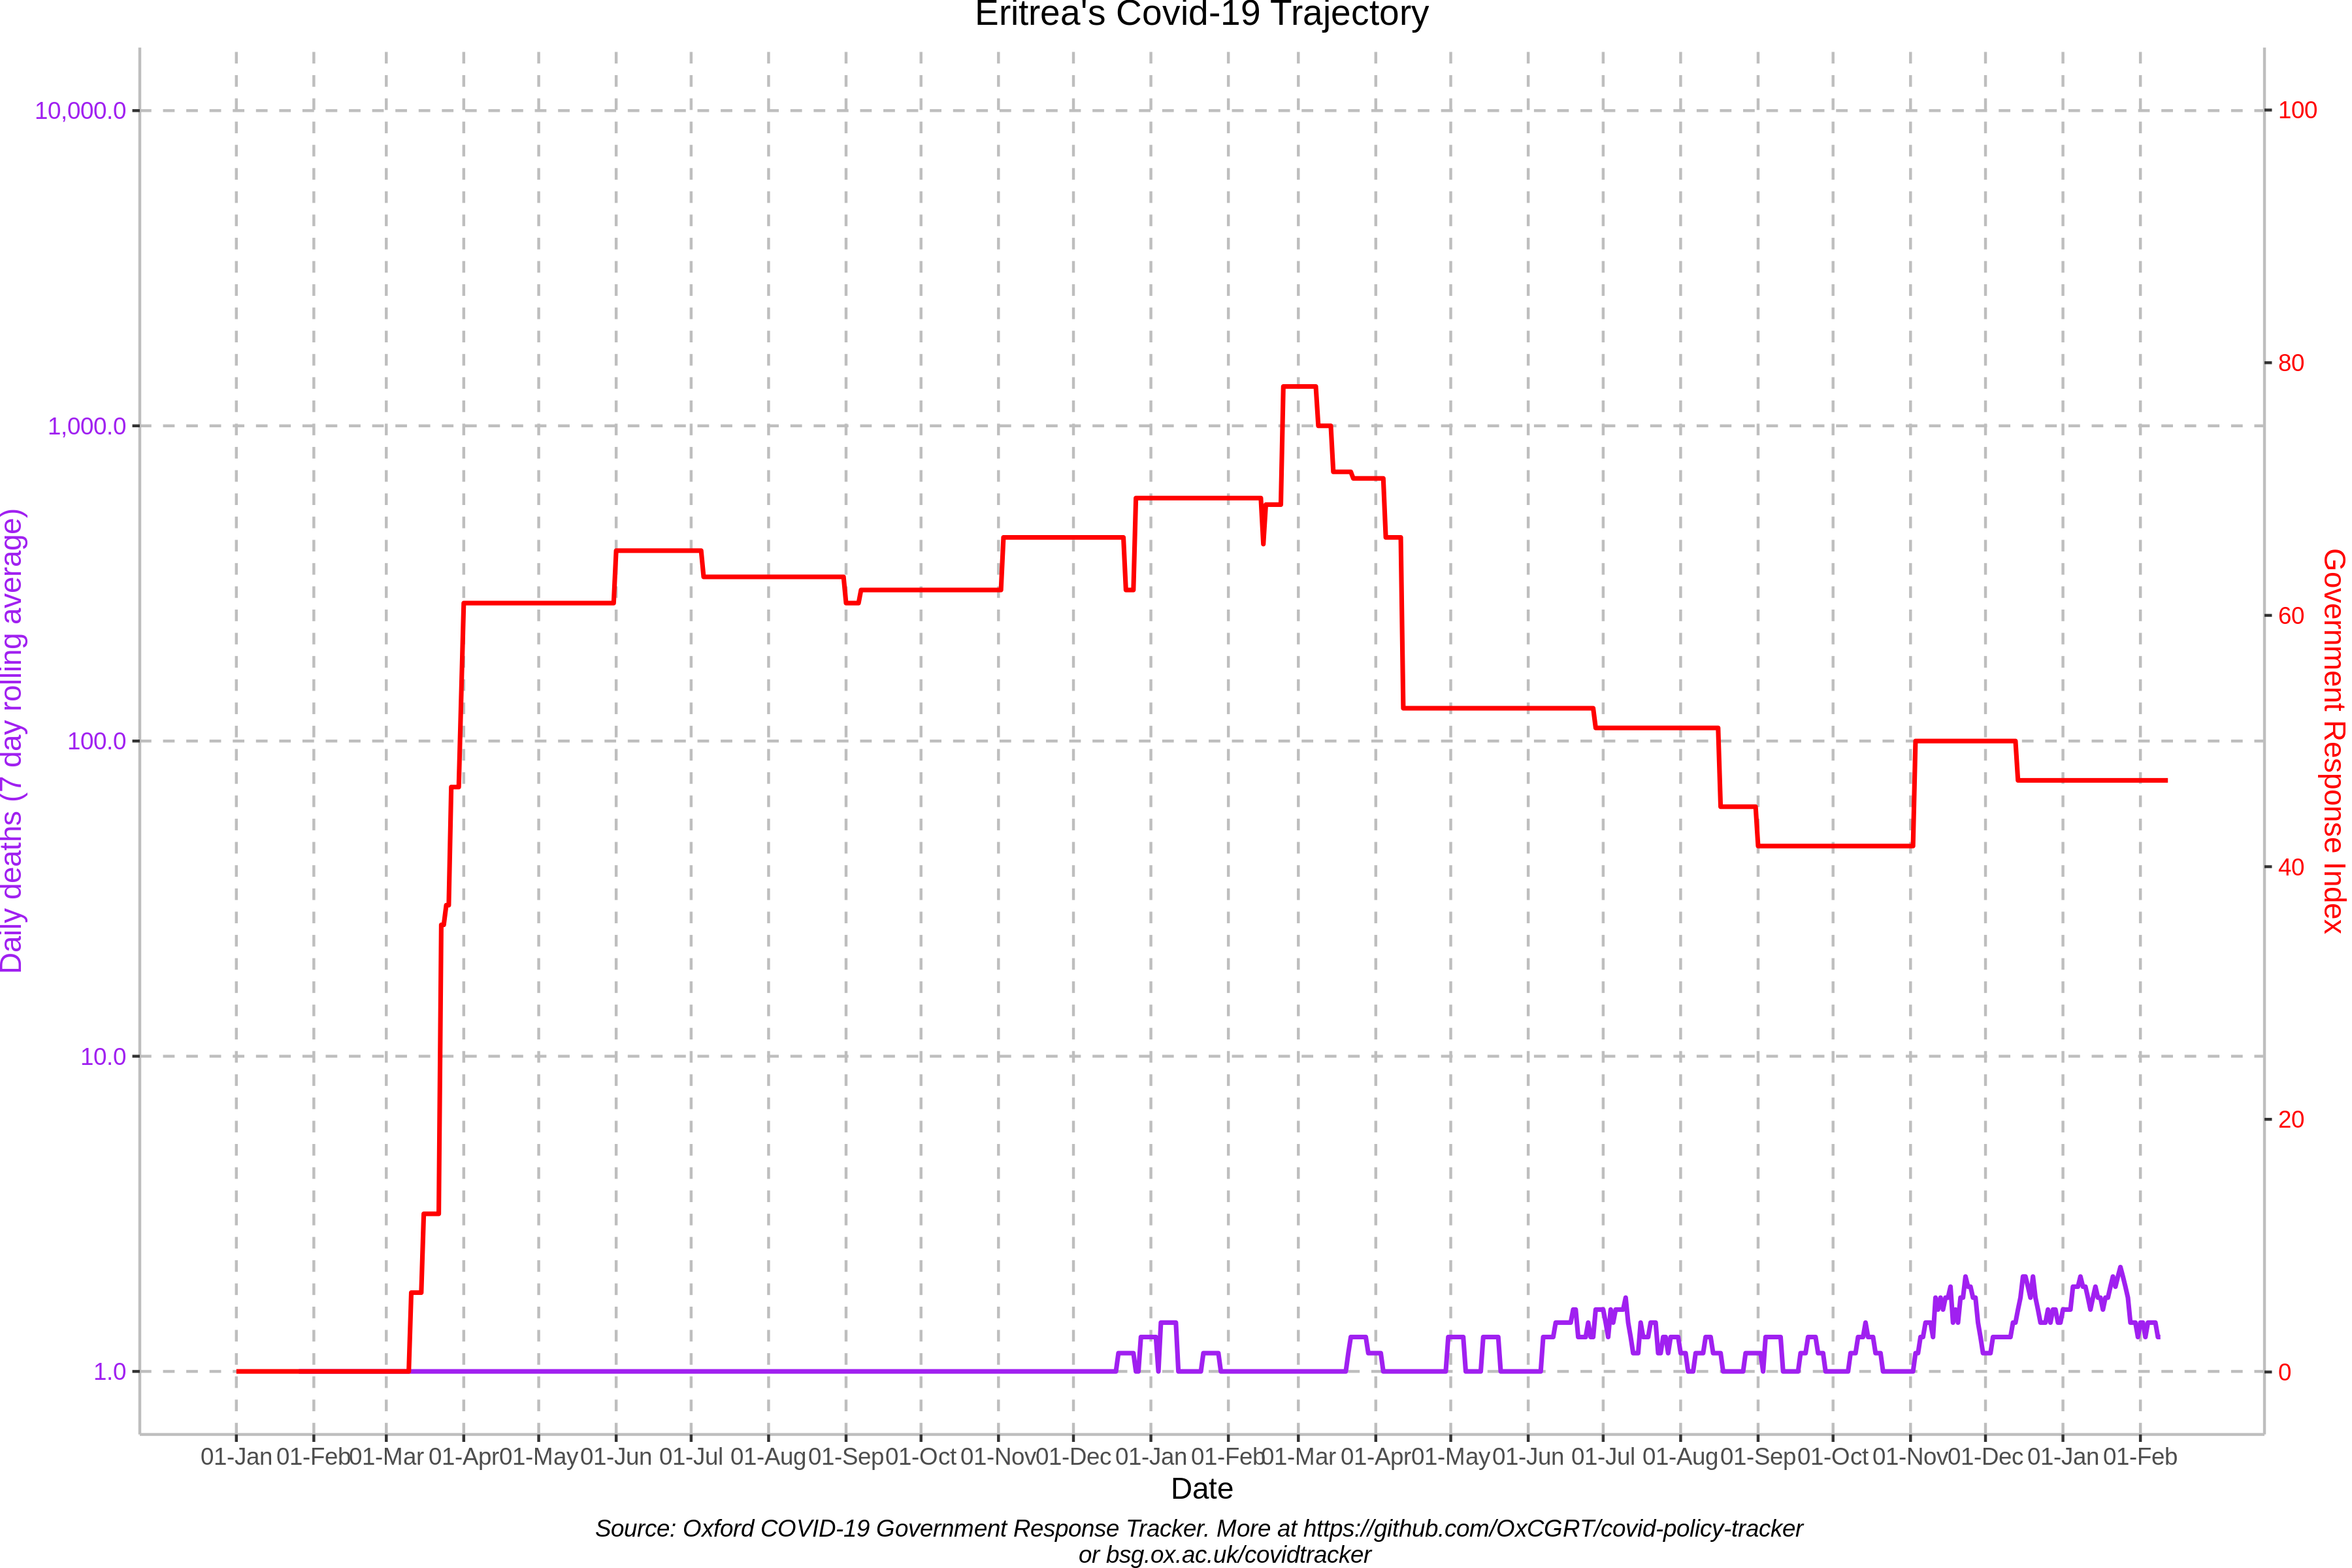 Eritrea's Covid-19 Trajectory
10,000.0
1,000.0
100.0
10.0
1.0
Daily deaths (7 day rolling average)
100
80
60
40
20
0
Government Response Index
01-Jan 01-Feb 01-Mar 01-Apr 01-May 01-Jun 01-Jul 01-Aug 01-Sep 01-Oct 01-Nov 01-Dec 01-Jan 01-Feb 01-Mar 01-Apr 01-May 01-Jun 01-Jul 01-Aug 01-Sep 01-Oct 01-Nov 01-Dec 01-Jan 01-Feb
Date
Source: Oxford COVID-19 Government Response Tracker. More at https://github.com/OxCGRT/covid-policy-tracker
or bsg.ox.ac.uk/covidtracker